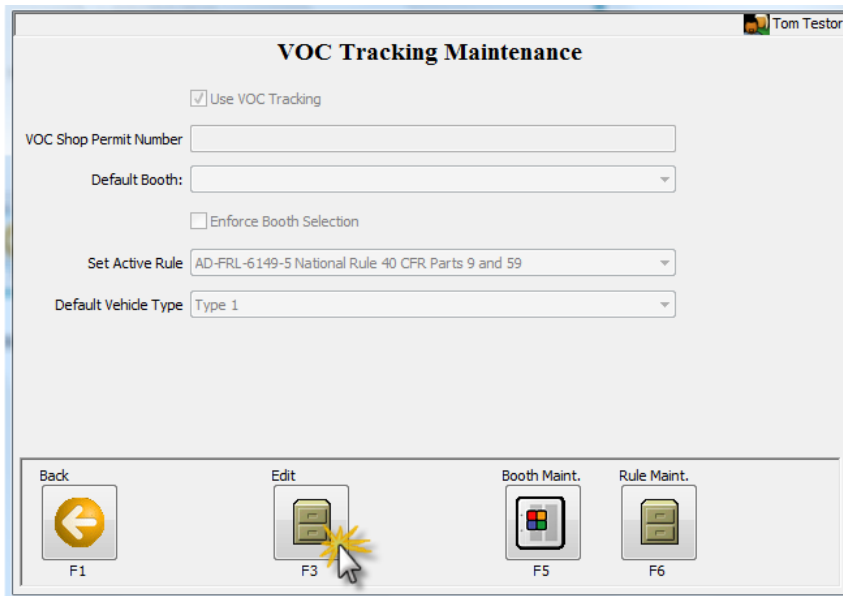 Tom Testor
VOC Tracking Maintenance
Use VOC Tracking
VOC Shop Permit Number
Default Booth:
Enforce Booth Selection
Set Active Rule AD-FRL-6149-5 National Rule 40 CFR Parts 9 and 59
Default Vehicle Type Type 1
Back Edit Booth Maint. Rule Maint.
F1 F3 F5 F6